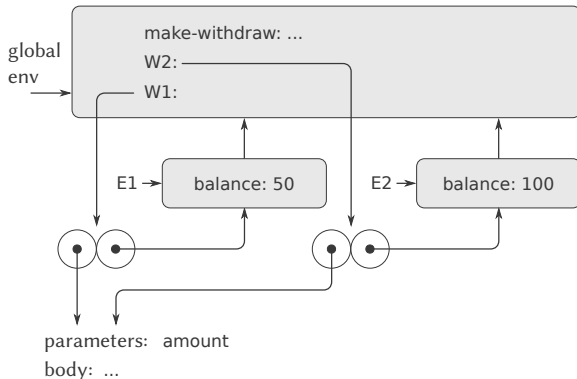 make-withdraw: ...
global
env
W2:
W1:
E1
balance: 50
E2
balance: 100
parameters: amount
body: ...